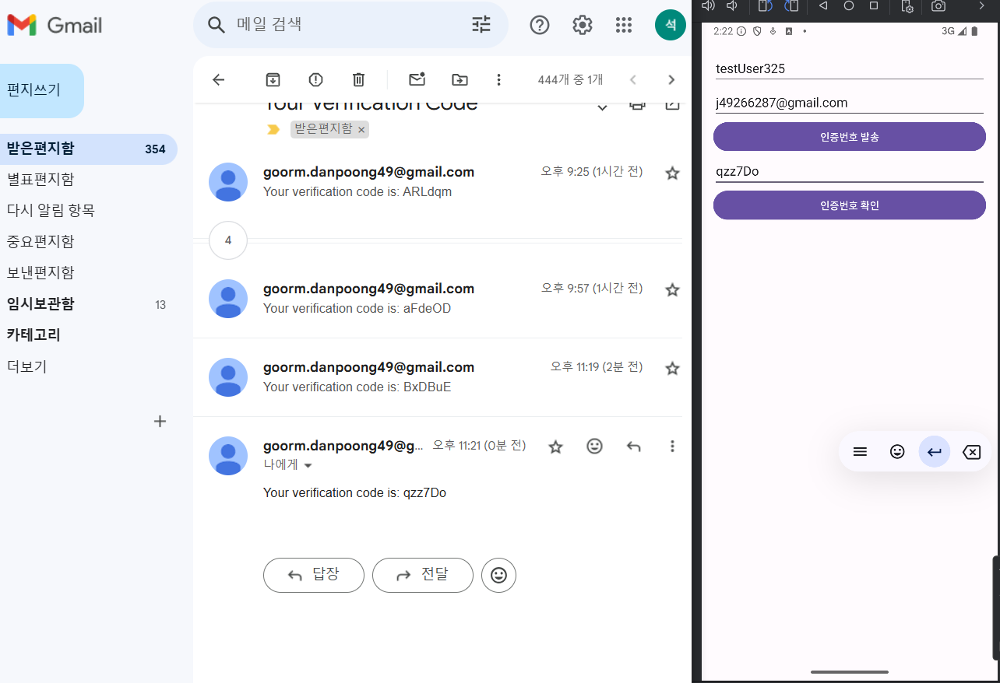 Gmail
메일 검색
석
편지쓰기
444개 중 1개
받은편지함 354
별표편지함
다시 알림 항목
중요편지함
보낸편지함
임시보관함 13
카테고리
더보기
Your Verification Code
받은편지함 ×
goorm.danpoong49@gmail.com 오후 9:25 (1시간 전)
Your verification code is: ARLdqm
4
goorm.danpoong49@gmail.com 오후 9:57 (1시간 전)
Your verification code is: aFdeOD
goorm.danpoong49@gmail.com 오후 11:19 (2분 전)
Your verification code is: BxDBuE
goorm.danpoong49@g... 오후 11:21 (0분 전)
나에게
Your verification code is: qzz7Do
답장 전달
2:22 3G
testUser325
j49266287@gmail.com
인증번호 발송
qzz7Do
인증번호 확인